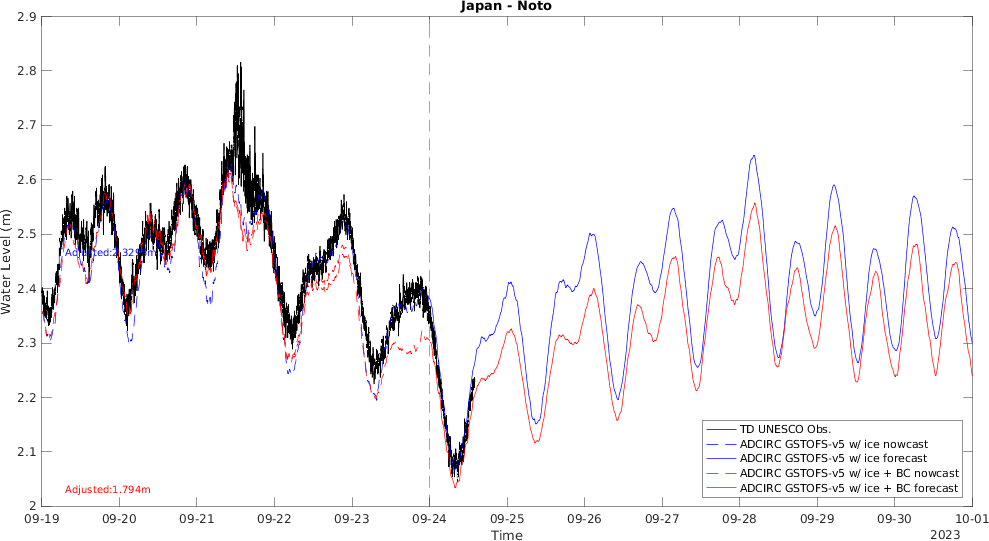 Japan - Noto
2.9
2.8
2.7
2.6
2.5
2.4
2.3
2.2
2.1
2
Water Level (m)
Adjusted:1.794m
TD UNESCO Obs.
ADCIRC GSTOFS-v5 w/ ice nowcast
ADCIRC GSTOFS-v5 w/ ice forecast
ADCIRC GSTOFS-v5 w/ ice + BC nowcast
ADCIRC GSTOFS-v5 w/ ice + BC forecast
09-19 09-20 09-21 09-22 09-23 09-24 09-25 09-26 09-27 09-28 09-29 09-30 10-01
Time
2023